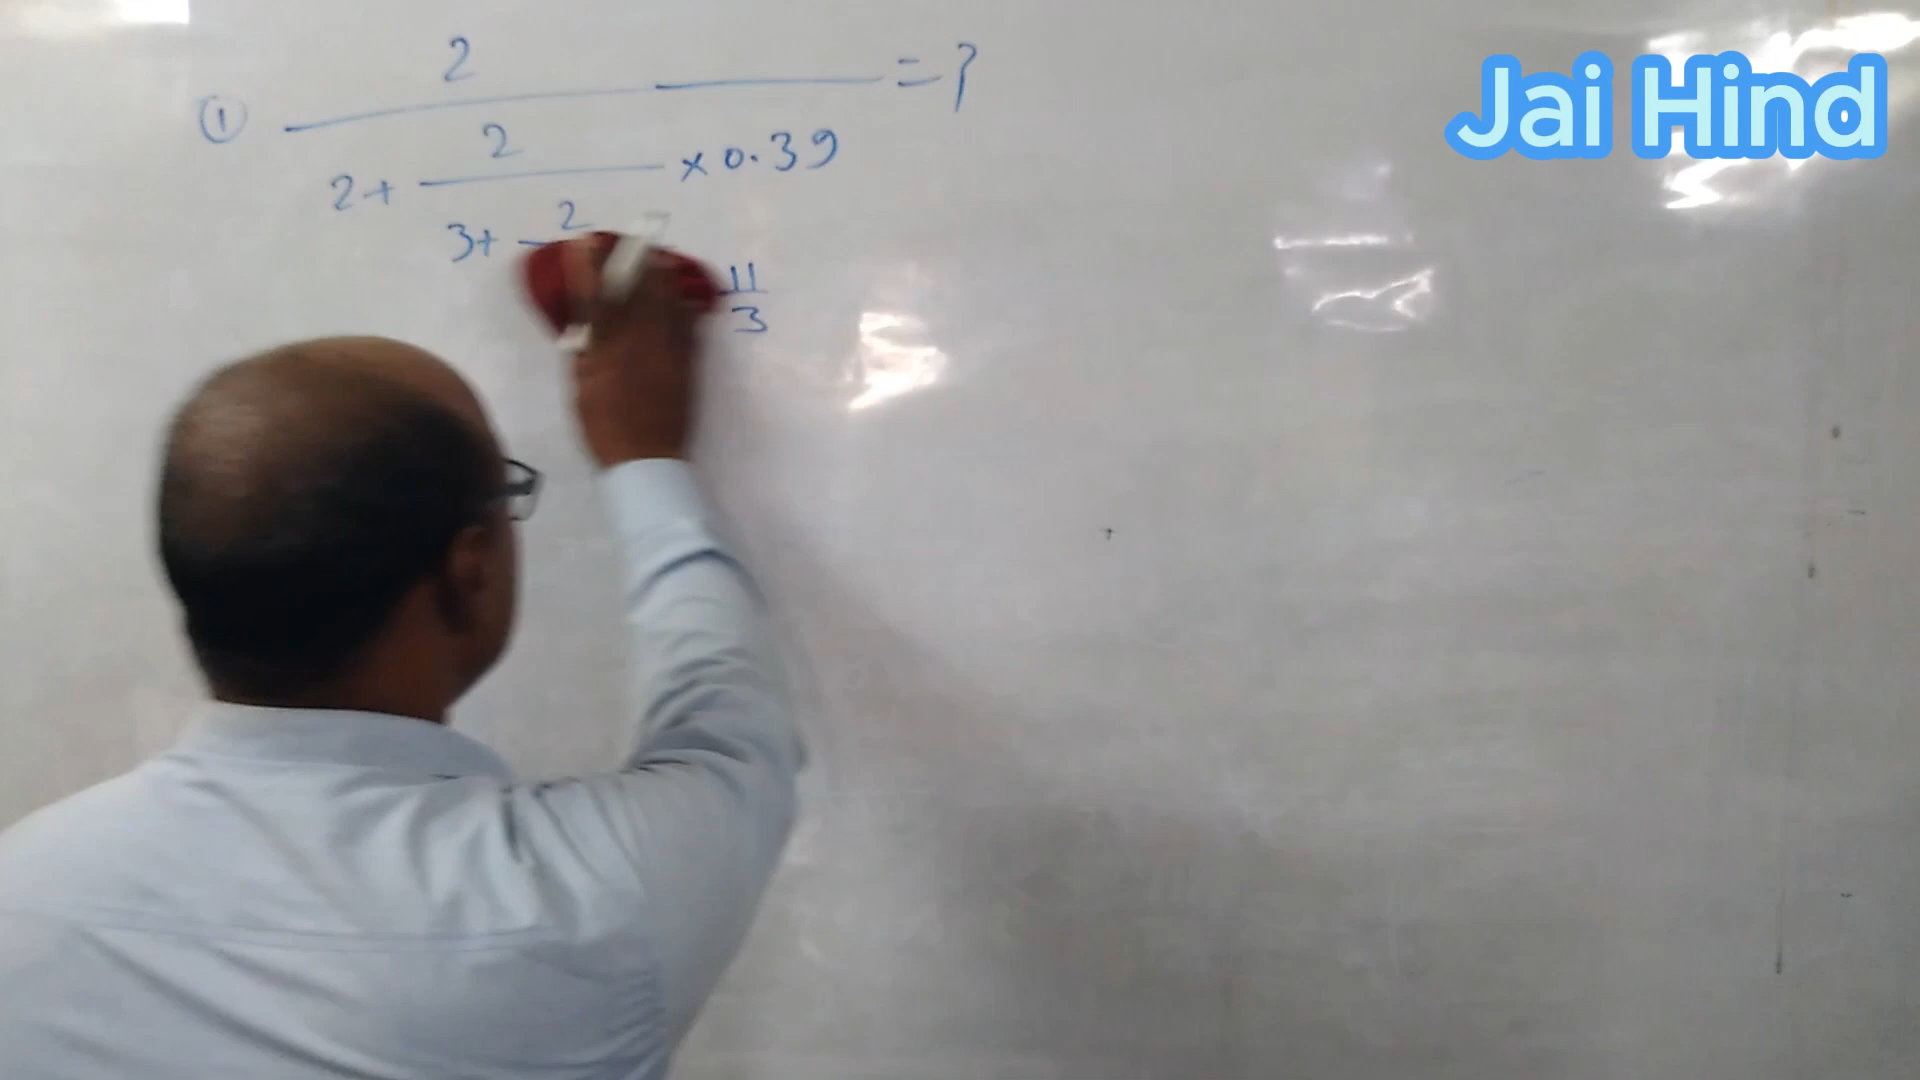 Jai Hind
① 2 = ?
2+ 2 × 0.39
3+ 2
11
3